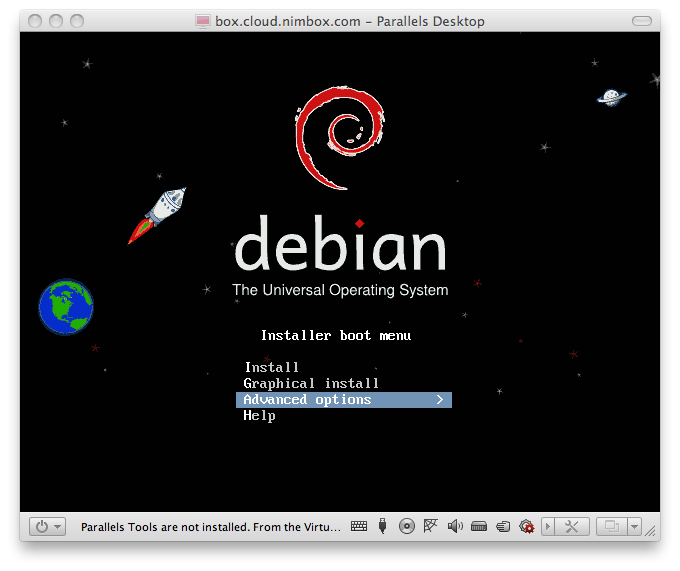 box.cloud.nimbox.com – Parallels Desktop
debian
The Universal Operating System
Installer boot menu
Install
Graphical install
Advanced options >
Help
Parallels Tools are not installed. From the Virtu...